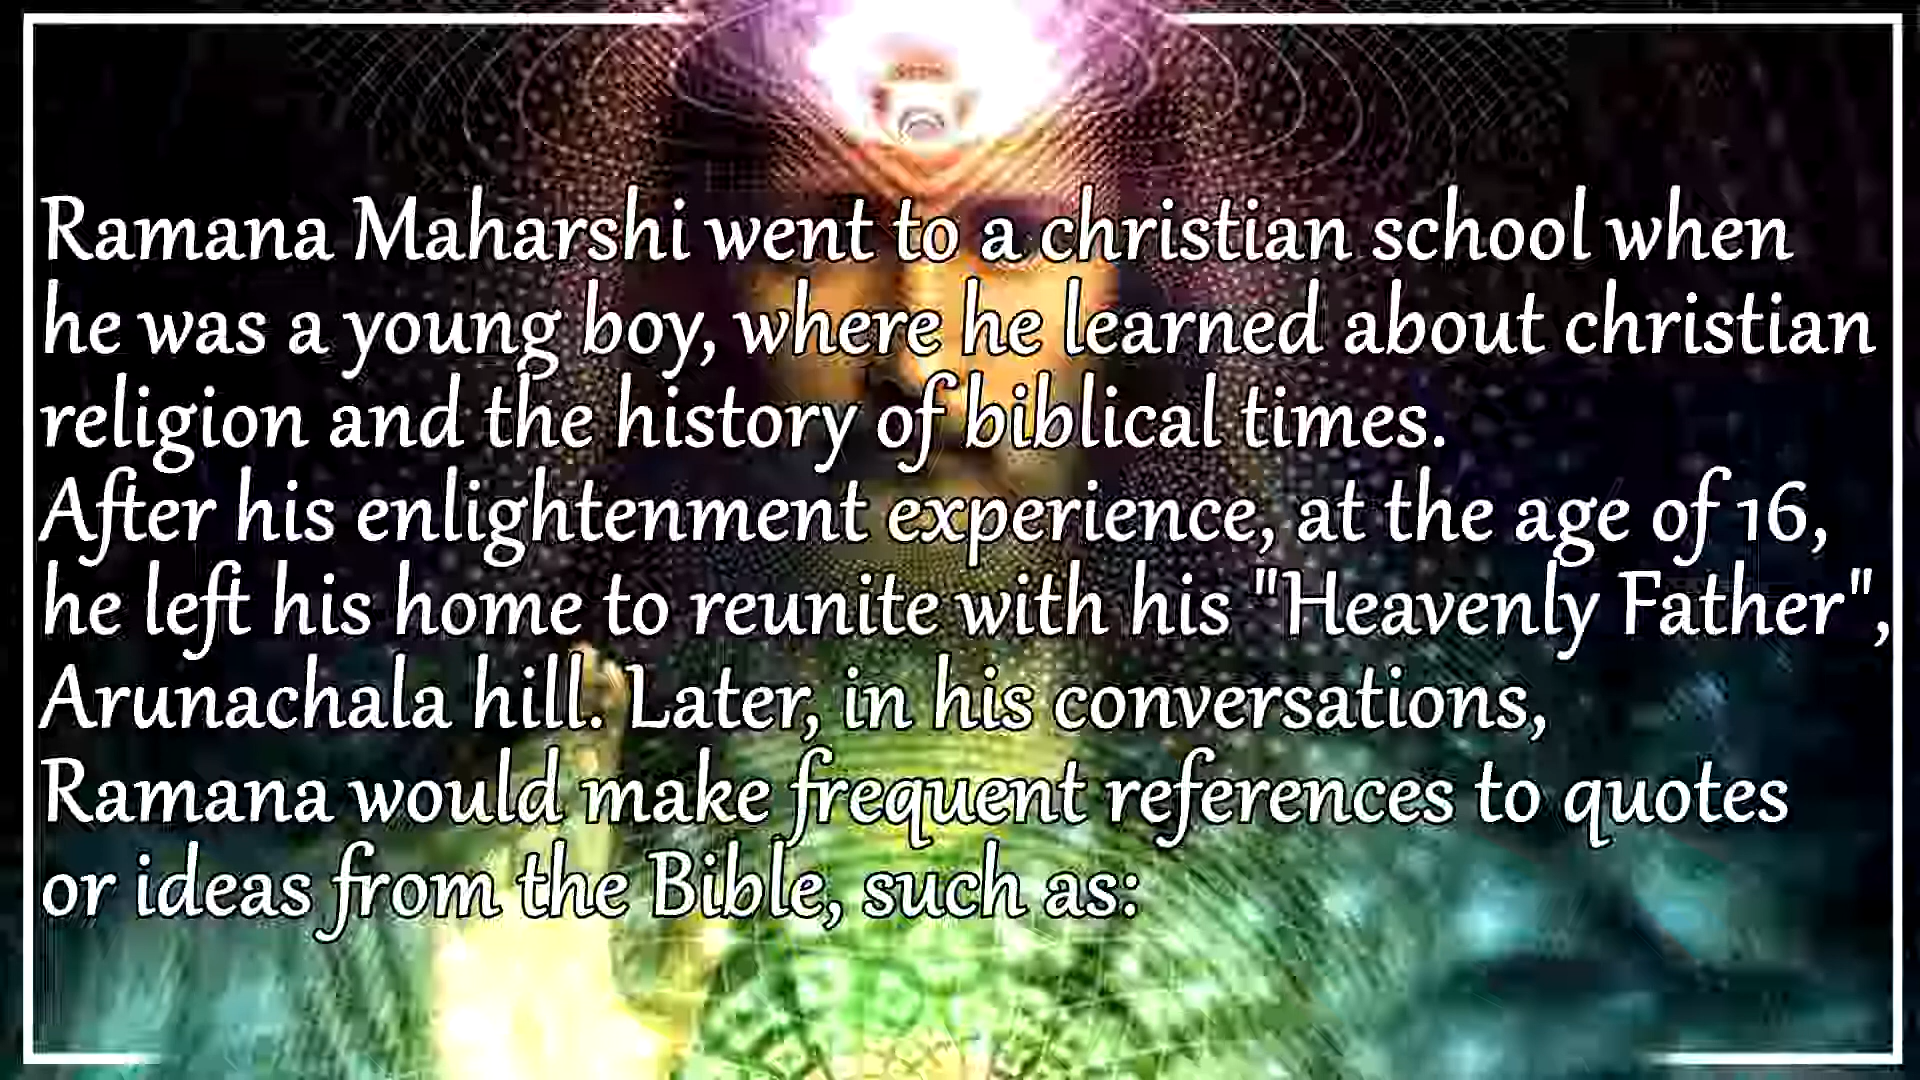 Ramana Maharshi went to a christian school when
he was a young boy, where he learned about christian
religion and the history of biblical times.
After his enlightenment experience, at the age of 16,
he left his home to reunite with his "Heavenly Father",
Arunachala hill. Later, in his conversations,
Ramana would make frequent references to quotes
or ideas from the Bible, such as: